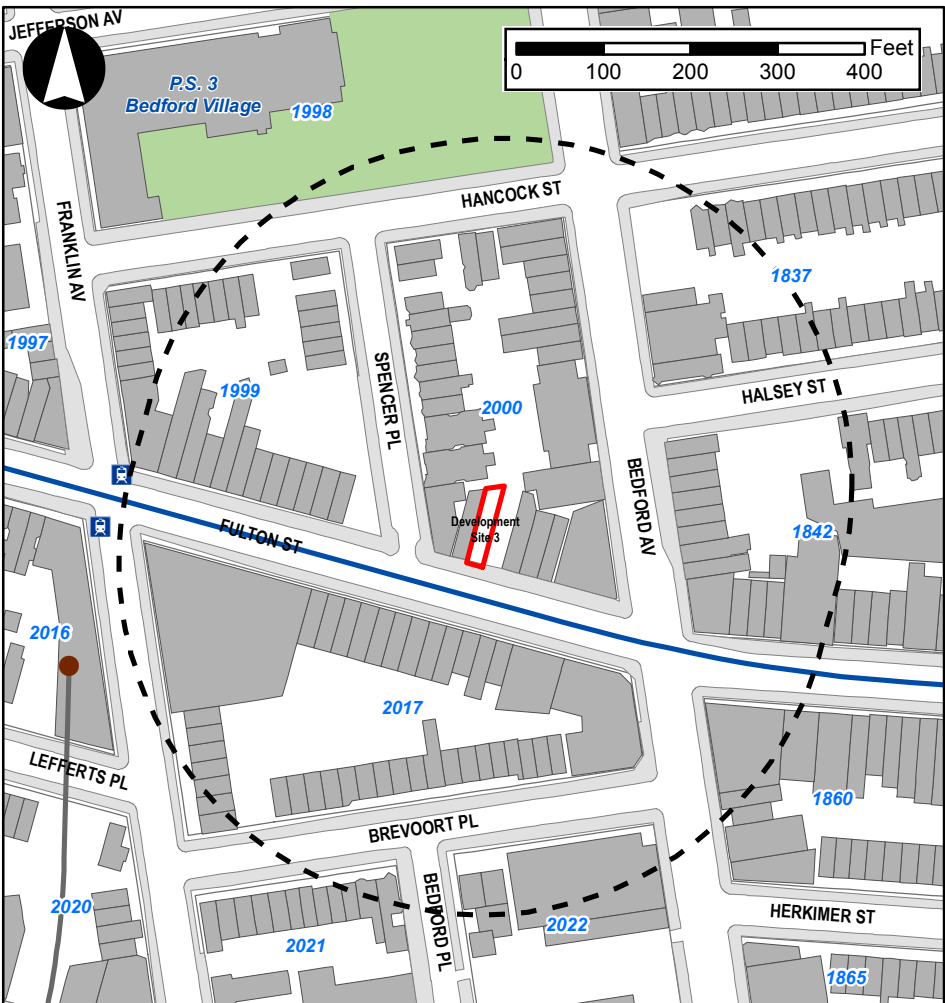 JEFFERSON AV
Feet
0 100 200 300 400
P.S. 3
Bedford Village
1998
HANCOCK ST
FRANKLIN AV
1837
1997
SPENCER PL
1999
HALSEY ST
2000
BEDFORD AV
Development
Site 3
FULTON ST
1842
2016
2017
LEFFERTS PL
1860
BREVOORT PL
BEDFORD PL
2020
HERKIMER ST
2022
2021
1865